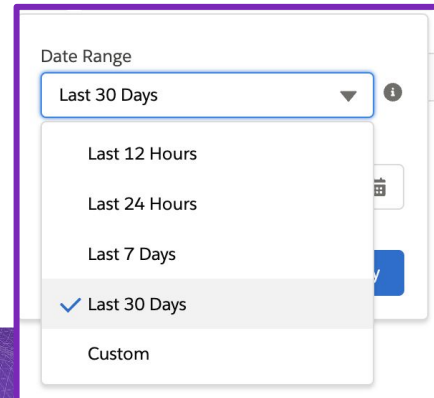 Date Range
Last 30 Days
Last 12 Hours
Last 24 Hours
Last 7 Days
Last 30 Days
Custom